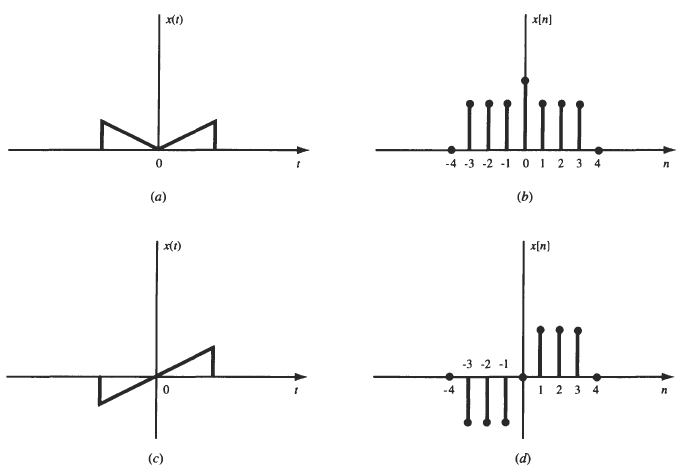 x(t)
x[n]
0
t
-4 -3 -2 -1 0 1 2 3 4 n
(a)
(b)
x(t)
x[n]
-3 -2 -1
0
t
-4
1 2 3 4 n
(c)
(d)